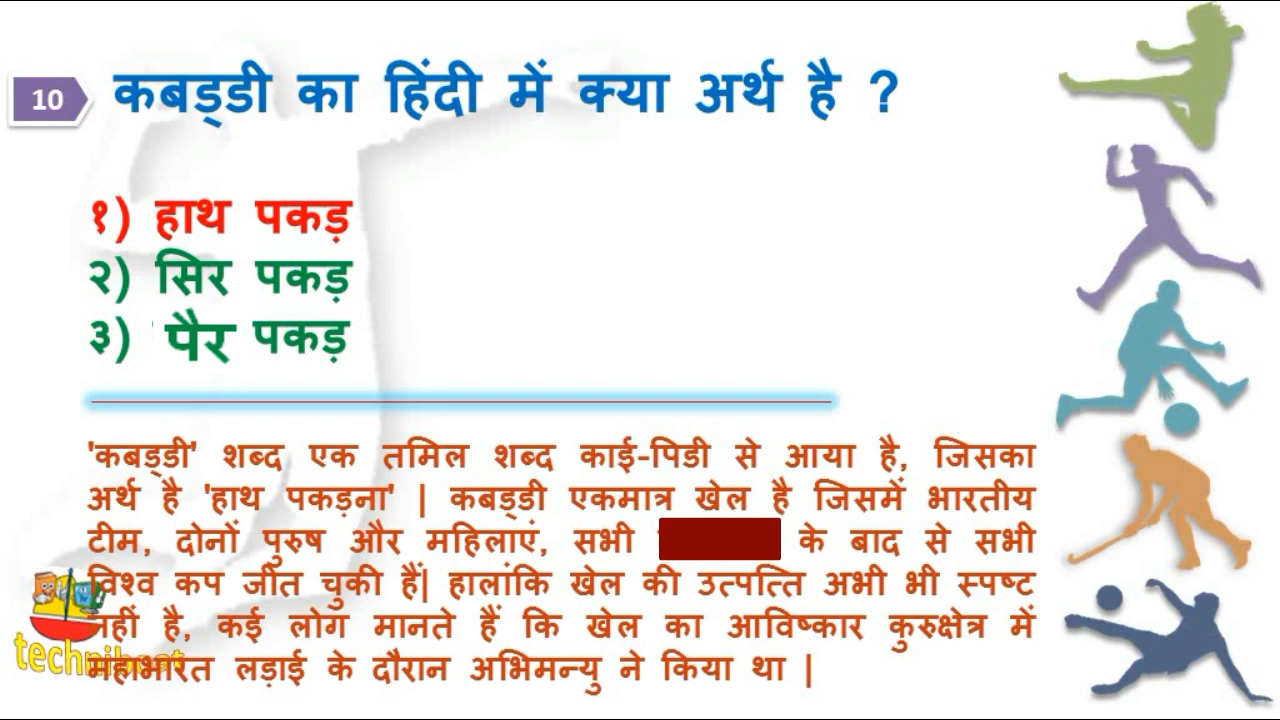 10
कबड्डी का हिंदी में क्या अर्थ है ?
१) हाथ पकड़
२) सिर पकड़
३) पैर पकड़
'कबड्डी' शब्द एक तमिल शब्द काई-पिडी से आया है, जिसका
अर्थ है 'हाथ पकड़ना' | कबड्डी एकमात्र खेल है जिसमें भारतीय
टीम, दोनों पुरुष और महिलाएं, सभी के बाद से सभी
विश्व कप जीत चुकी हैं| हालांकि खेल की उत्पत्ति अभी भी स्पष्ट
नहीं है, कई लोग मानते हैं कि खेल का आविष्कार कुरुक्षेत्र में
महाभारत लड़ाई के दौरान अभिमन्यु ने किया था |